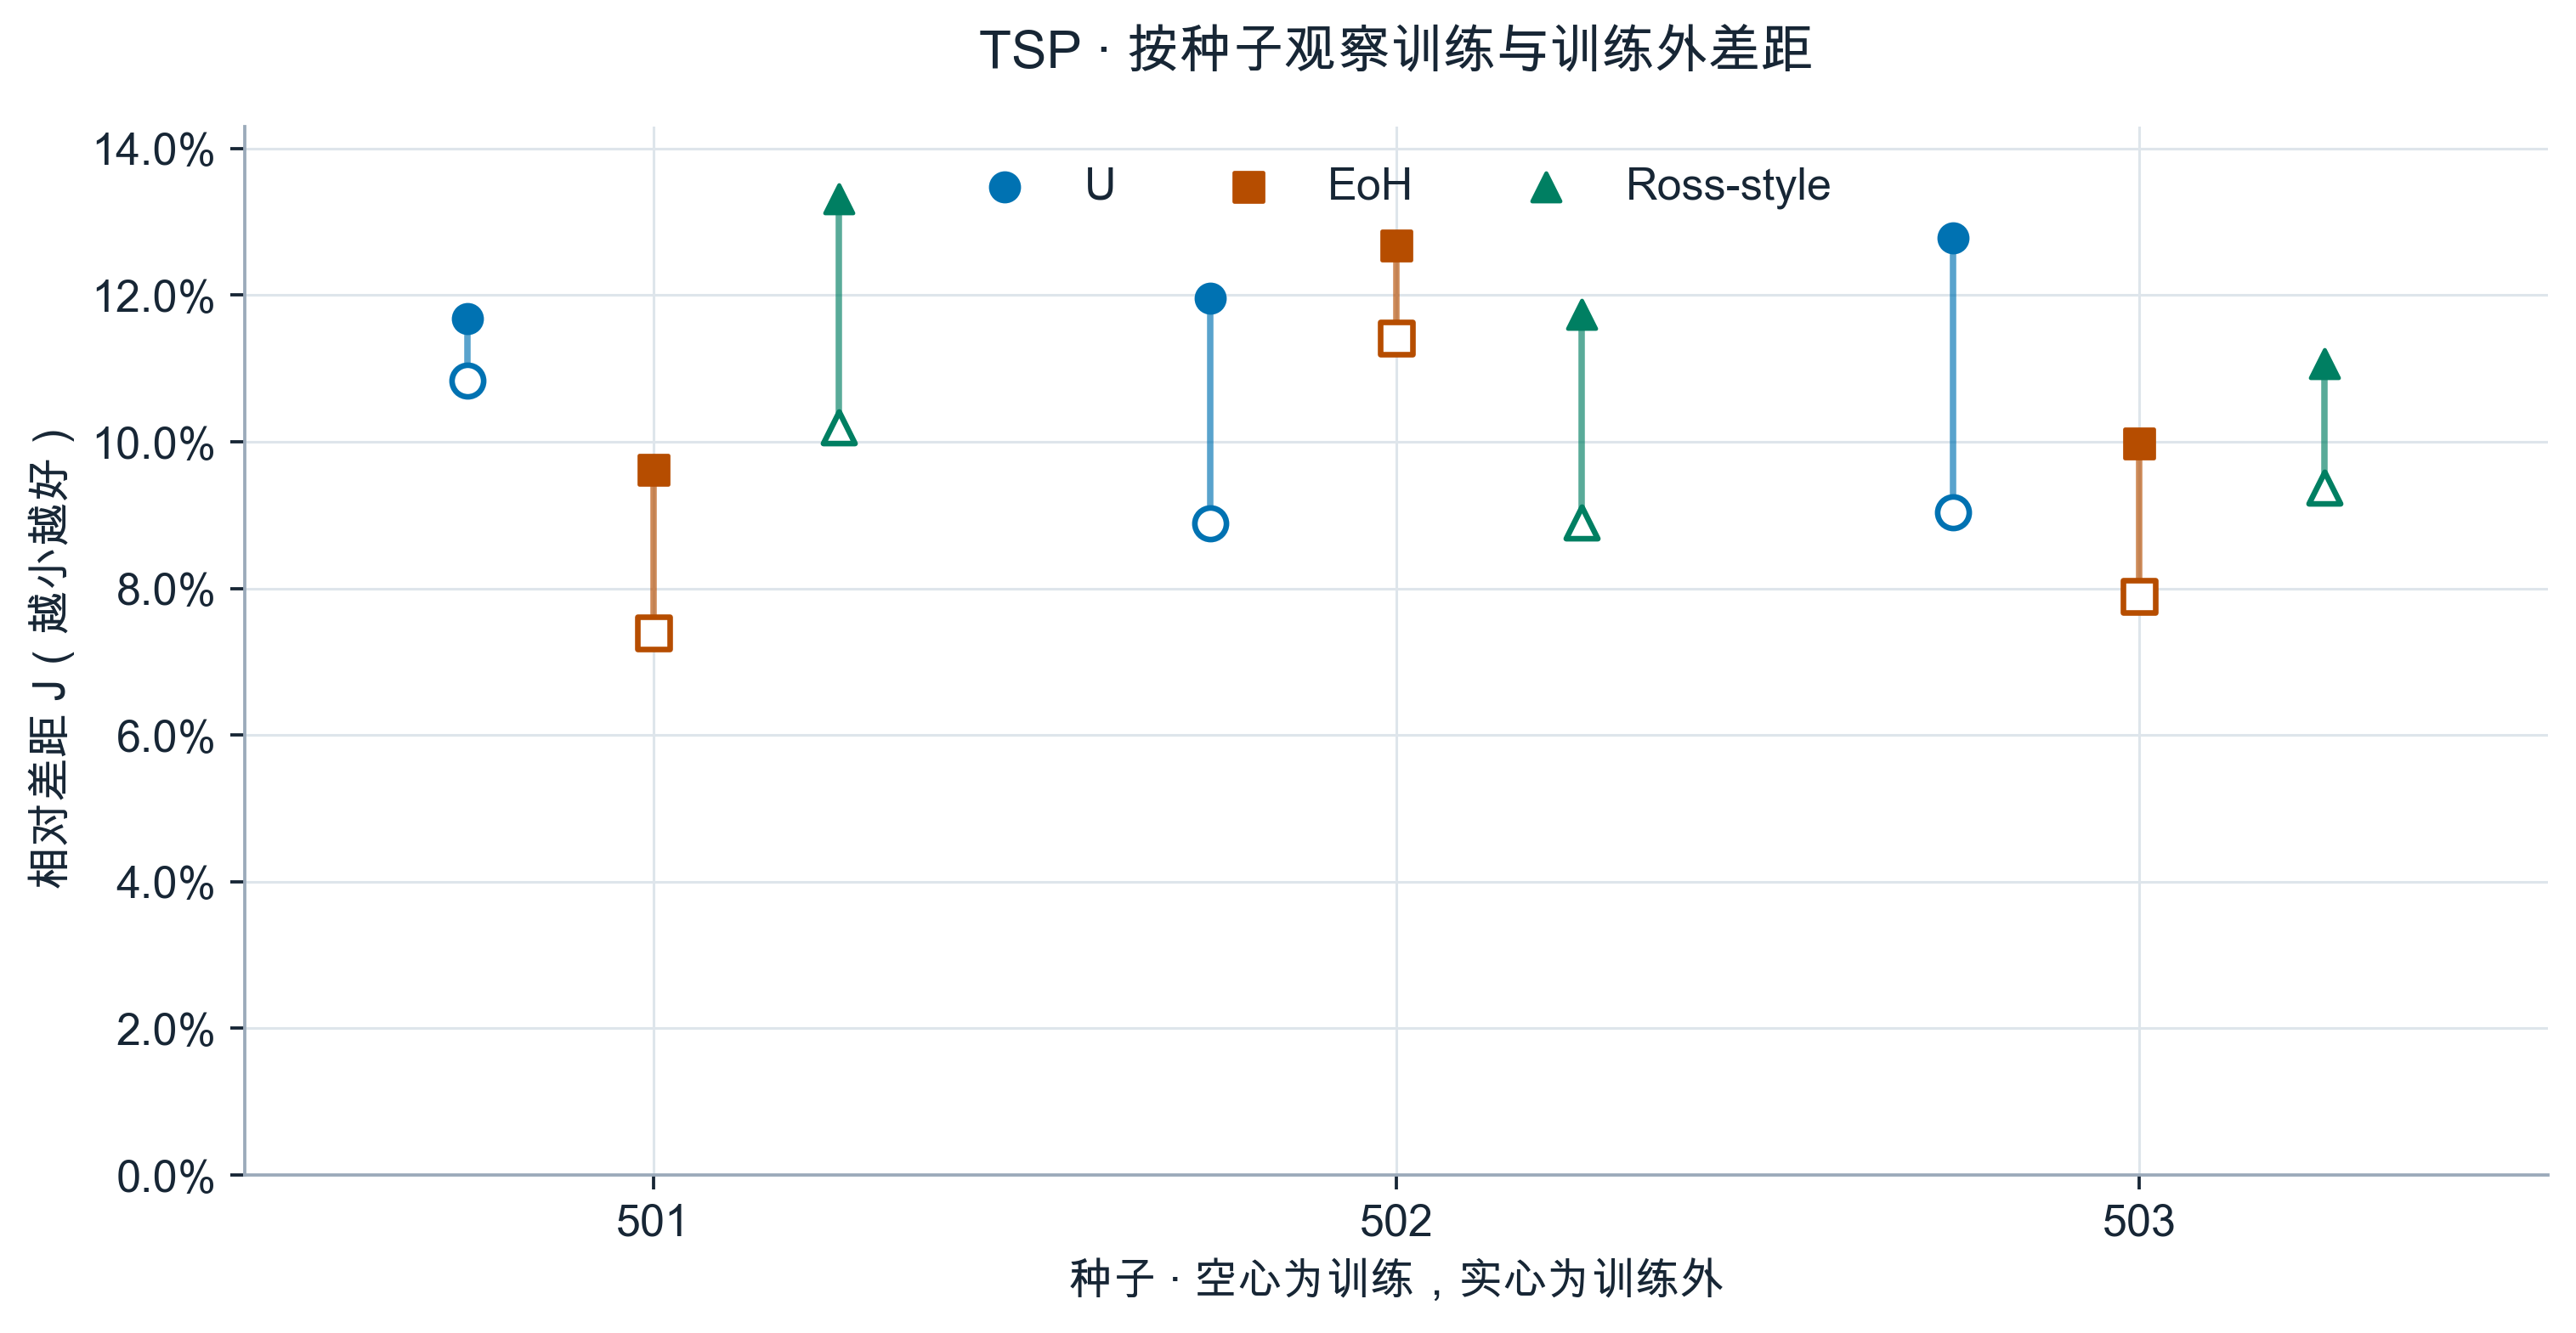 TSP · 按种子观察训练与训练外差距
相对差距 J（越小越好）
14.0%
12.0%
10.0%
8.0%
6.0%
4.0%
2.0%
0.0%
U EoH Ross-style
501 502 503
种子 · 空心为训练，实心为训练外